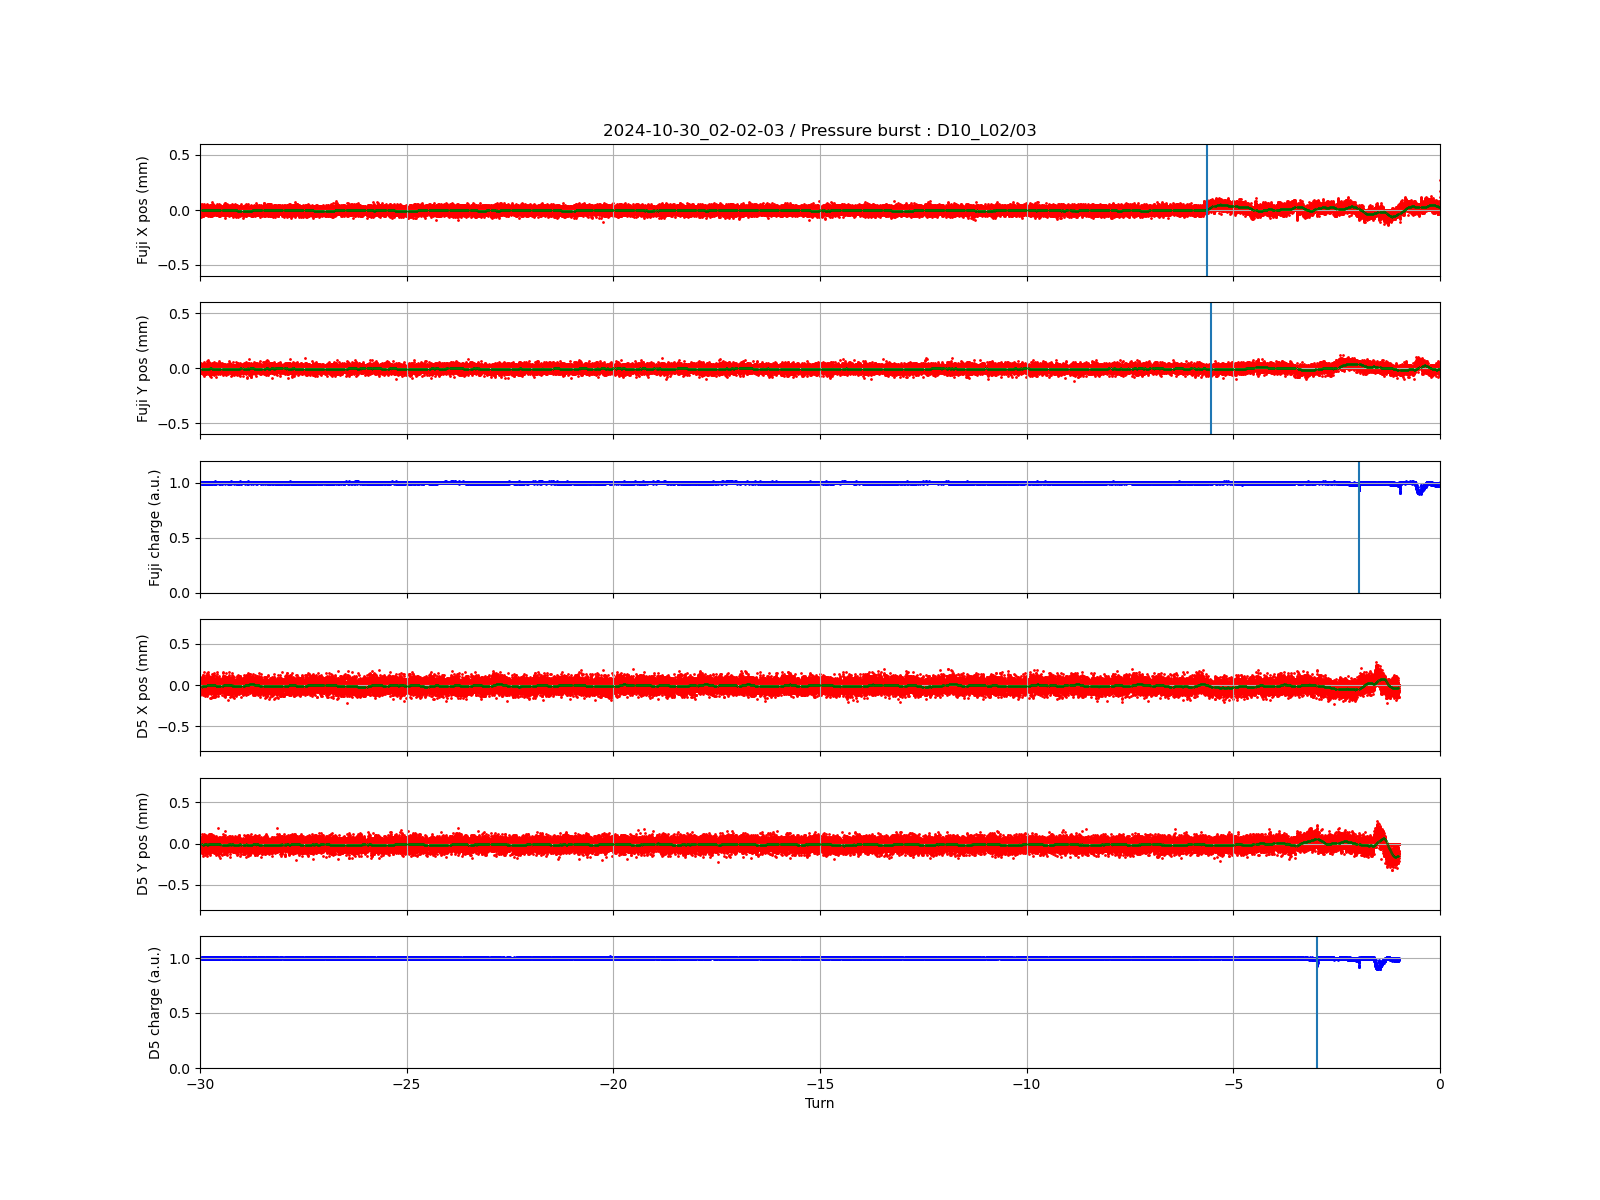 2024-10-30_02-02-03 / Pressure burst : D10_L02/03
Fuji X pos (mm)
0.5
0.0
−0.5
Fuji Y pos (mm)
0.5
0.0
−0.5
Fuji charge (a.u.)
1.0
0.5
0.0
D5 X pos (mm)
0.5
0.0
−0.5
D5 Y pos (mm)
0.5
0.0
−0.5
D5 charge (a.u.)
1.0
0.5
0.0
−30 −25 −20 −15 −10 −5 0
Turn